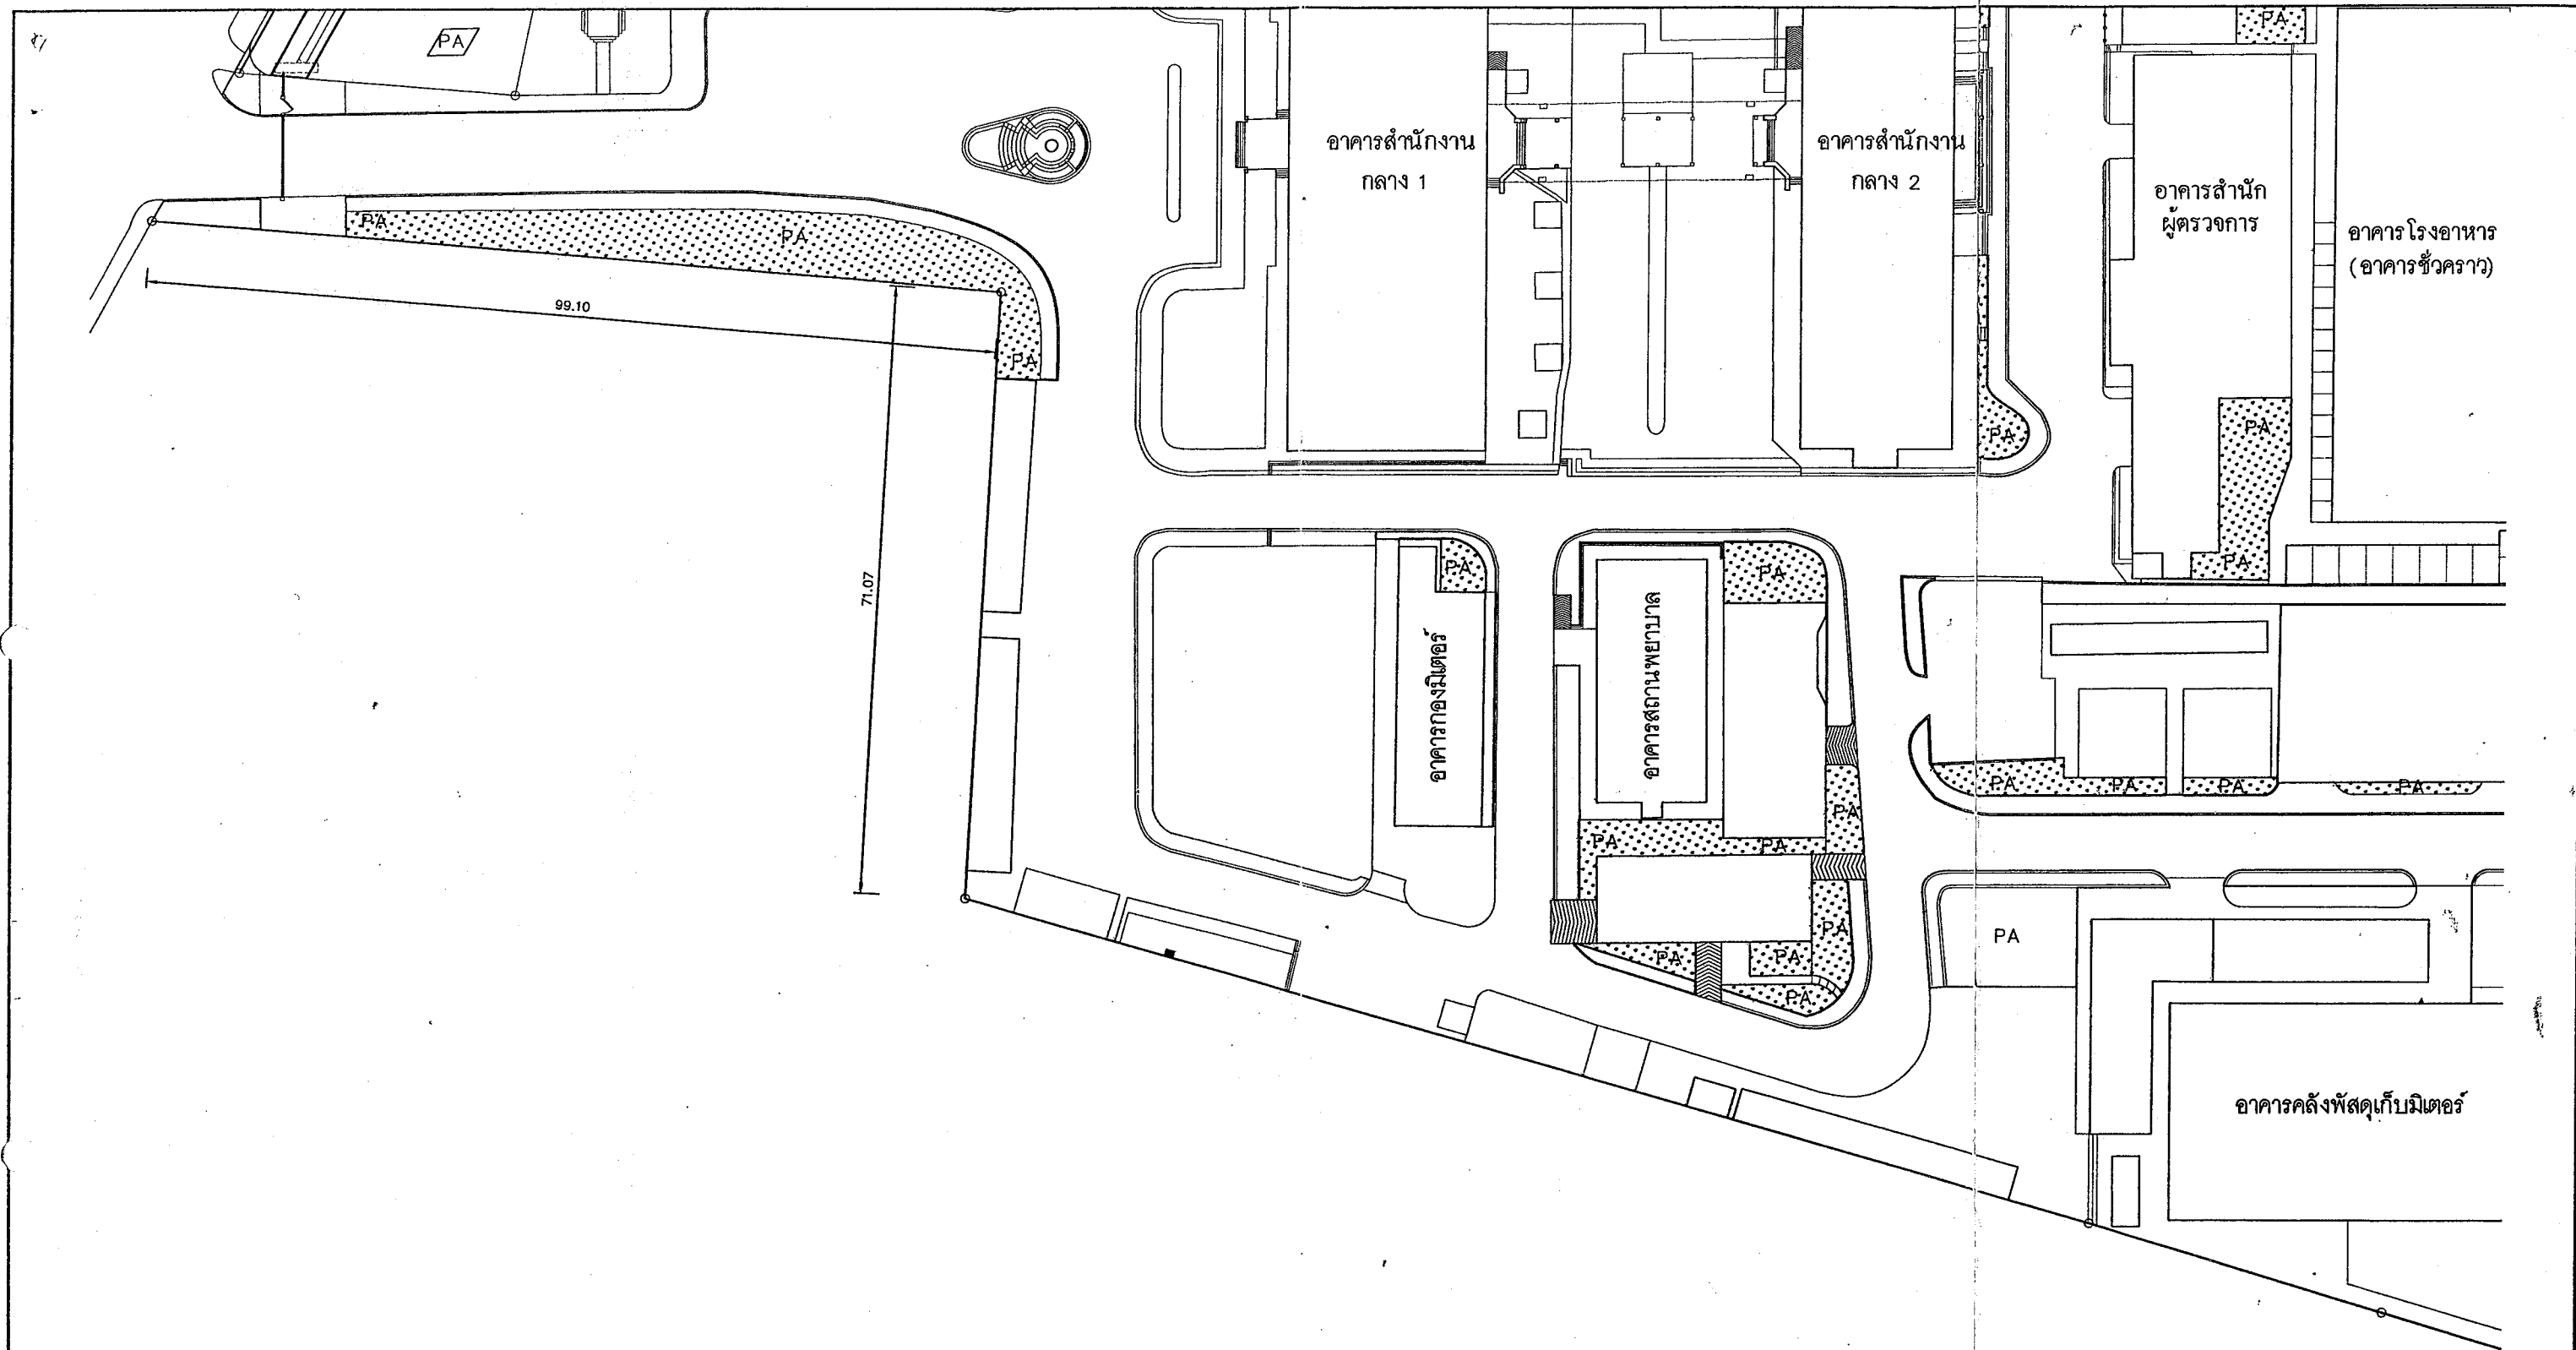 PA
PA
อาคารสำนักงาน
กลาง 1
อาคารสำนักงาน
กลาง 2
อาคารสำนัก
ผู้ตรวจการ
อาคารโรงอาหาร
(อาคารชั่วคราว)
PA
PA
PA
99.10
71.07
PA
PA
PA
PA
PA
อาคารกองมิเตอร์
อาคารสถานพยาบาล
PA
PA
PA
PA
PA
PA
PA
PA
PA
PA
PA
PA
PA
อาคารคลังพัสดุเก็บมิเตอร์